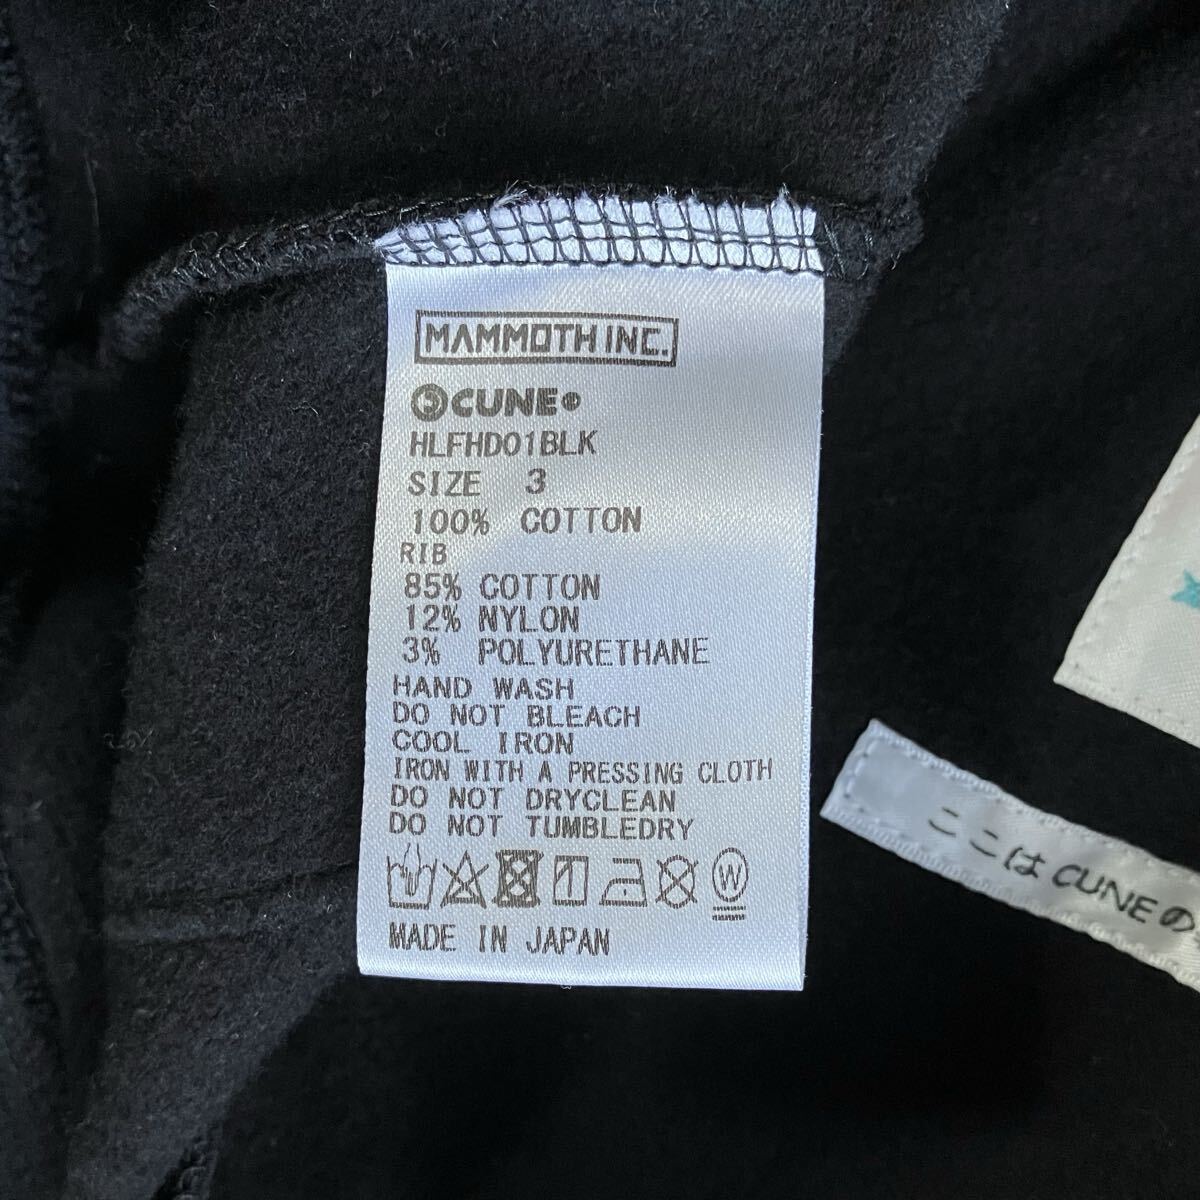 MAMMOTH INC.
CUNE®
HLFHD01BLK
SIZE 3
100% COTTON
RIB
85% COTTON
12% NYLON
3% POLYURETHANE
HAND WASH
DO NOT BLEACH
COOL IRON
IRON WITH A PRESSING CLOTH
DO NOT DRYCLEAN
DO NOT TUMBLEDRY
W
MADE IN JAPAN
ここはCUNEの